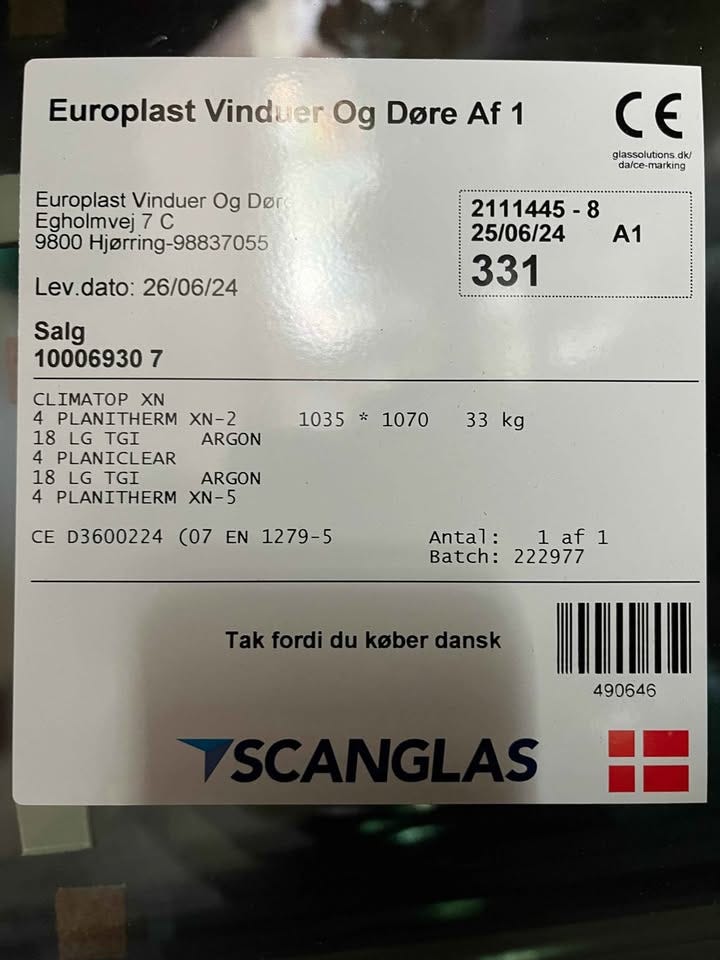 Europlast Vinduer Og Døre Af 1
CE
glassolutions.dk/
da/ce-marking
Europlast Vinduer Og Døre
Egholmvej 7 C
9800 Hjørring-98837055
Lev.dato: 26/06/24
2111445 - 8
25/06/24 A1
331
Salg
10006930 7
CLIMATOP XN
4 PLANITHERM XN-2 1035 * 1070 33 kg
18 LG TGI ARGON
4 PLANICLEAR
18 LG TGI ARGON
4 PLANITHERM XN-5
CE D3600224 (07 EN 1279-5 Antal: 1 af 1
Batch: 222977
Tak fordi du køber dansk
490646
SCANGLAS